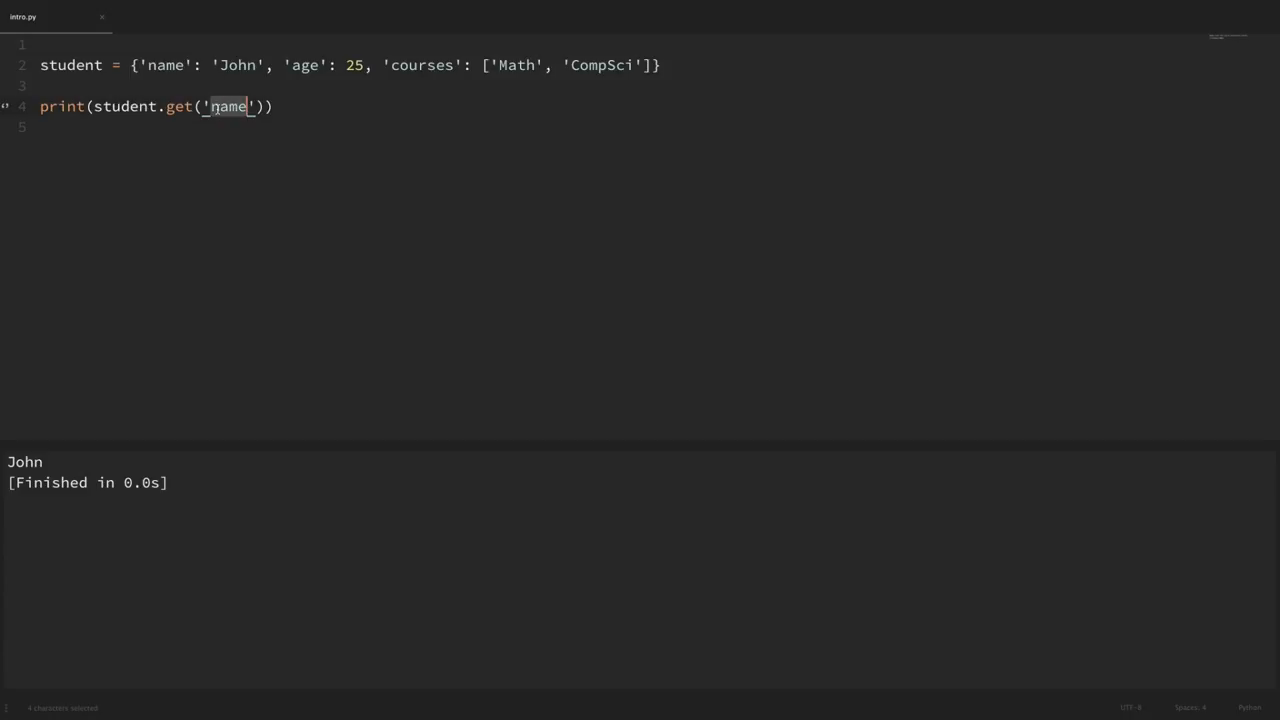 intro.py ×
1
2 student = {'name': 'John', 'age': 25, 'courses': ['Math', 'CompSci']}
3
4 print(student.get('name'))
5
John
[Finished in 0.0s]
4 characters selected UTF-8 Spaces: 4 Python